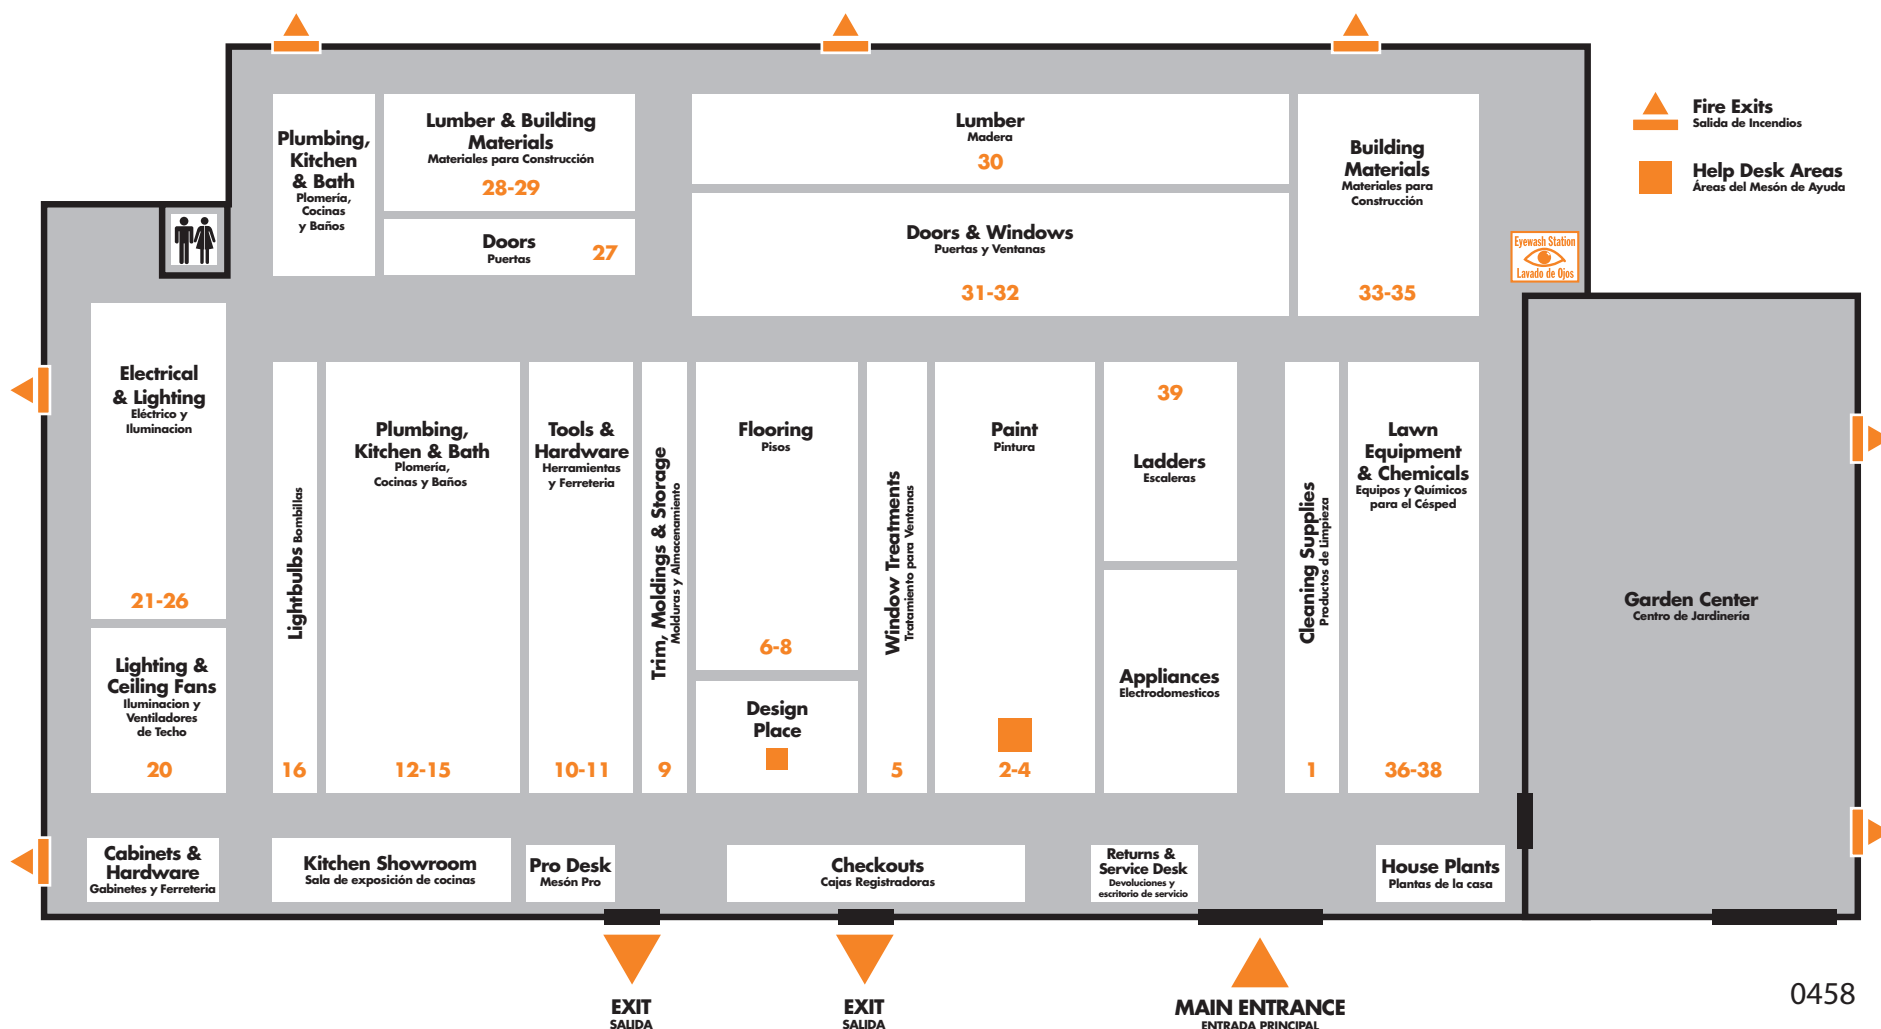 Plumbing,
Kitchen
& Bath
Plomería,
Cocinas
y Baños
Lumber & Building
Materials
Materiales para Construcción
28-29
Doors
Puertas
27
Lumber
Madera
30
Doors & Windows
Puertas y Ventanas
31-32
Building
Materials
Materiales para
Construcción
33-35
Fire Exits
Salida de Incendios
Help Desk Areas
Áreas del Mesón de Ayuda
Eyewash Station
Lavado de Ojos
Electrical
& Lighting
Eléctrico y
Iluminacion
21-26
Lighting &
Ceiling Fans
Iluminacion y
Ventiladores
de Techo
20
Lightbulbs Bombillas
16
Plumbing,
Kitchen & Bath
Plomería,
Cocinas y Baños
12-15
Tools &
Hardware
Herramientas
y Ferreteria
10-11
Trim, Moldings & Storage
Molduras y Almacenamiento
9
Flooring
Pisos
6-8
Design
Place
Window Treatments
Tratamiento para Ventanas
5
Paint
Pintura
2-4
39
Ladders
Escaleras
Appliances
Electrodomesticos
Cleaning Supplies
Productos de Limpieza
1
Lawn
Equipment
& Chemicals
Equipos y Químicos
para el Césped
36-38
Garden Center
Centro de Jardinería
Cabinets &
Hardware
Gabinetes y Ferreteria
Kitchen Showroom
Sala de exposición de cocinas
Pro Desk
Mesón Pro
Checkouts
Cajas Registradoras
Returns &
Service Desk
Devoluciones y
escritorio de servicio
House Plants
Plantas de la casa
EXIT
SALIDA
EXIT
SALIDA
MAIN ENTRANCE
ENTRADA PRINCIPAL
0458